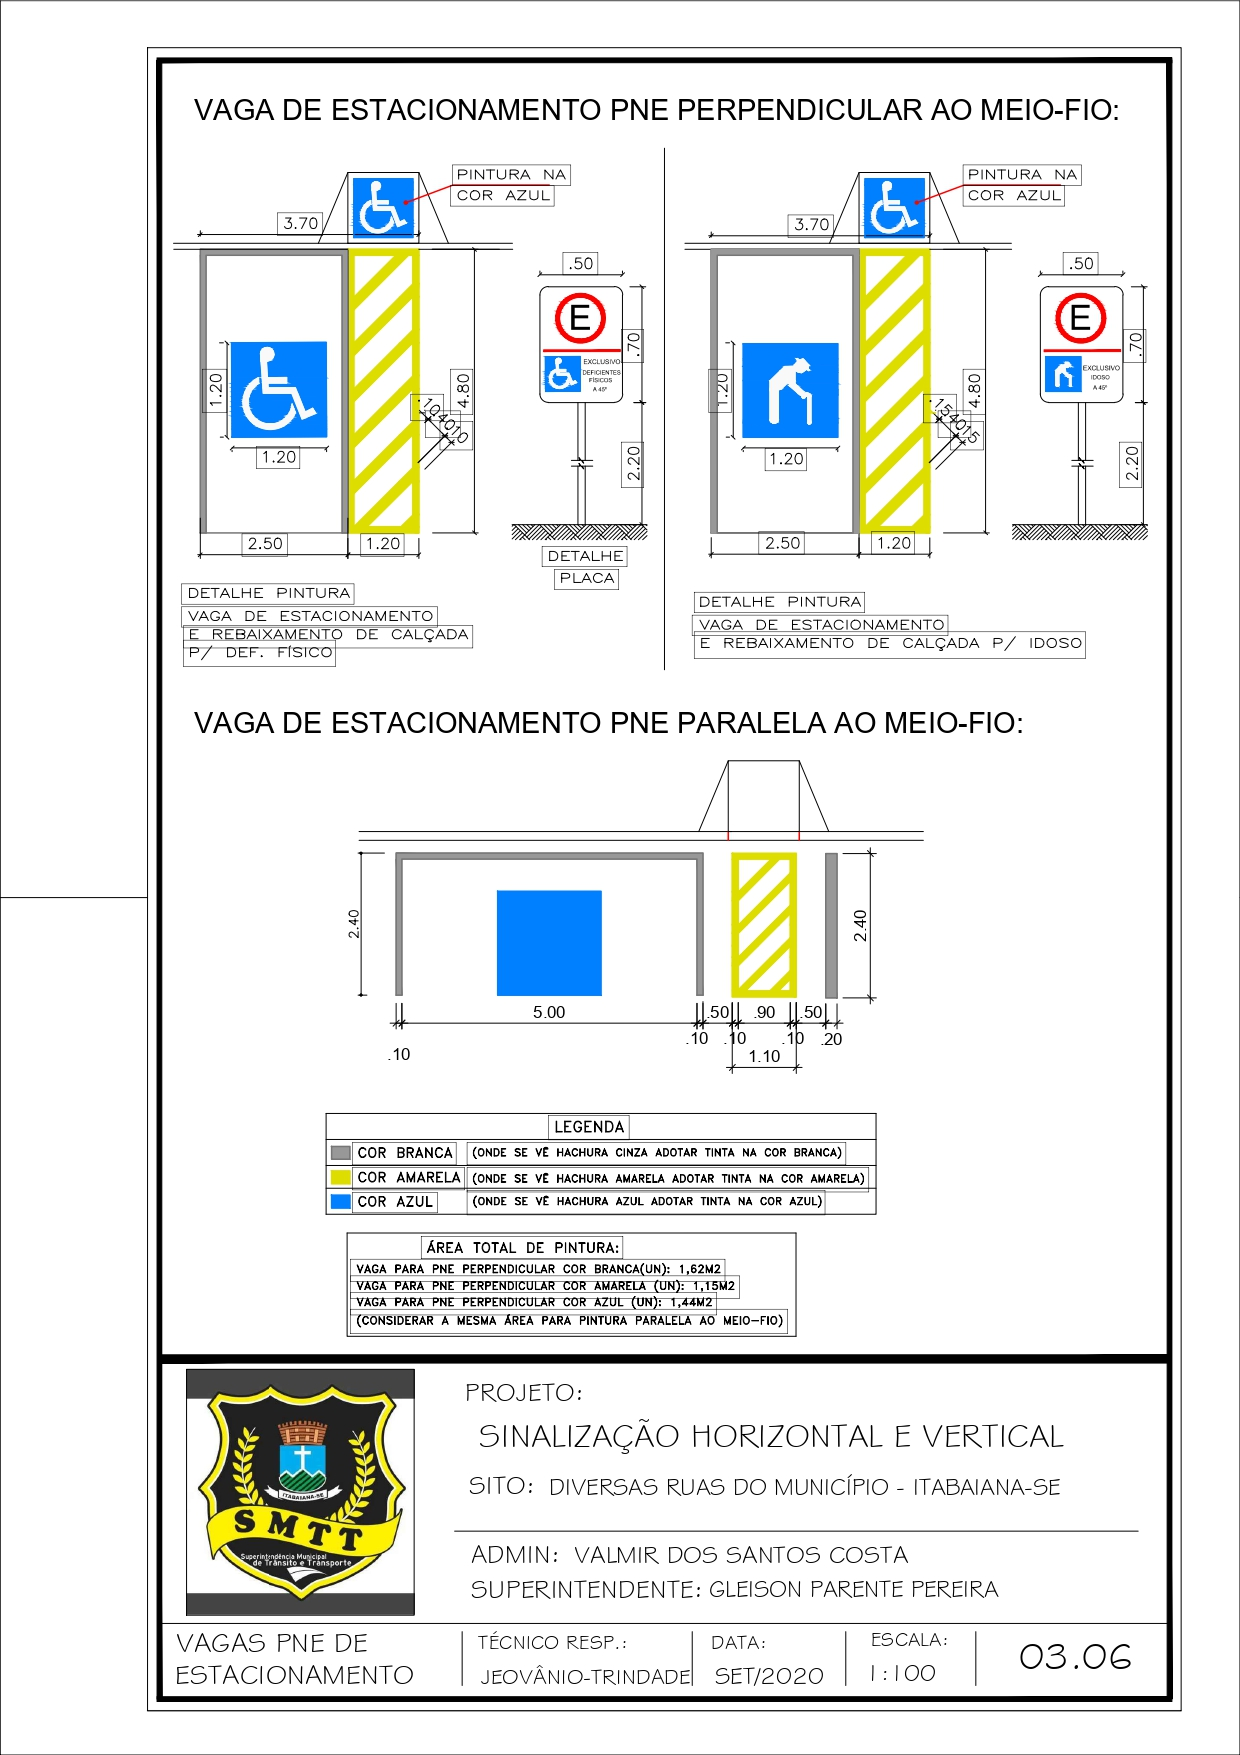 VAGA DE ESTACIONAMENTO PNE PERPENDICULAR AO MEIO-FIO:
PINTURA NA
COR AZUL
3.70
1.20
1.20
4.80
.10
.40
.10
2.50
1.20
.50
E
EXCLUSIVO
DEFICIENTES
FÍSICOS
A 45°
.70
2.20
DETALHE
PLACA
DETALHE PINTURA
VAGA DE ESTACIONAMENTO
E REBAIXAMENTO DE CALÇADA
P/ DEF. FÍSICO
PINTURA NA
COR AZUL
3.70
1.20
1.20
4.80
.15
.40
.15
2.50
1.20
.50
E
EXCLUSIVO
IDOSO
A 45°
.70
2.20
DETALHE PINTURA
VAGA DE ESTACIONAMENTO
E REBAIXAMENTO DE CALÇADA P/ IDOSO
VAGA DE ESTACIONAMENTO PNE PARALELA AO MEIO-FIO:
2.40
2.40
5.00
.50
.90
.50
.10
.10
.10
.10
.20
1.10
LEGENDA
COR BRANCA (ONDE SE VÊ HACHURA CINZA ADOTAR TINTA NA COR BRANCA)
COR AMARELA (ONDE SE VÊ HACHURA AMARELA ADOTAR TINTA NA COR AMARELA)
COR AZUL (ONDE SE VÊ HACHURA AZUL ADOTAR TINTA NA COR AZUL)
ÁREA TOTAL DE PINTURA:
VAGA PARA PNE PERPENDICULAR COR BRANCA(UN): 1,62M2
VAGA PARA PNE PERPENDICULAR COR AMARELA (UN): 1,15M2
VAGA PARA PNE PERPENDICULAR COR AZUL (UN): 1,44M2
(CONSIDERAR A MESMA ÁREA PARA PINTURA PARALELA AO MEIO-FIO)
ITABAIANA-SE
SMTT
Superintendência Municipal
de Trânsito e Transporte
PROJETO:
SINALIZAÇÃO HORIZONTAL E VERTICAL
SITO: DIVERSAS RUAS DO MUNICÍPIO - ITABAIANA-SE
ADMIN: VALMIR DOS SANTOS COSTA
SUPERINTENDENTE: GLEISON PARENTE PEREIRA
VAGAS PNE DE
ESTACIONAMENTO
TÉCNICO RESP.:
JEOVÂNIO-TRINDADE
DATA:
SET/2020
ESCALA:
1:100
03.06